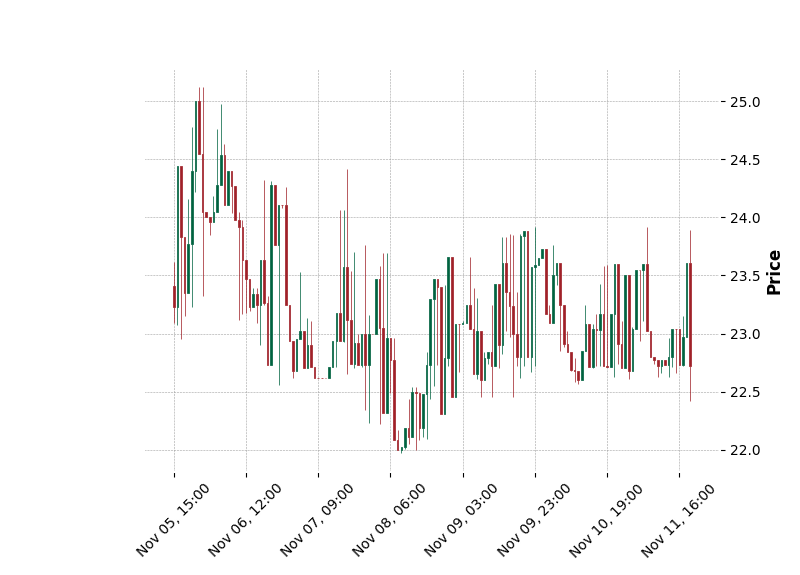 25.0
24.5
24.0
23.5
23.0
22.5
22.0
Price
Nov 05, 15:00
Nov 06, 12:00
Nov 07, 09:00
Nov 08, 06:00
Nov 09, 03:00
Nov 09, 23:00
Nov 10, 19:00
Nov 11, 16:00